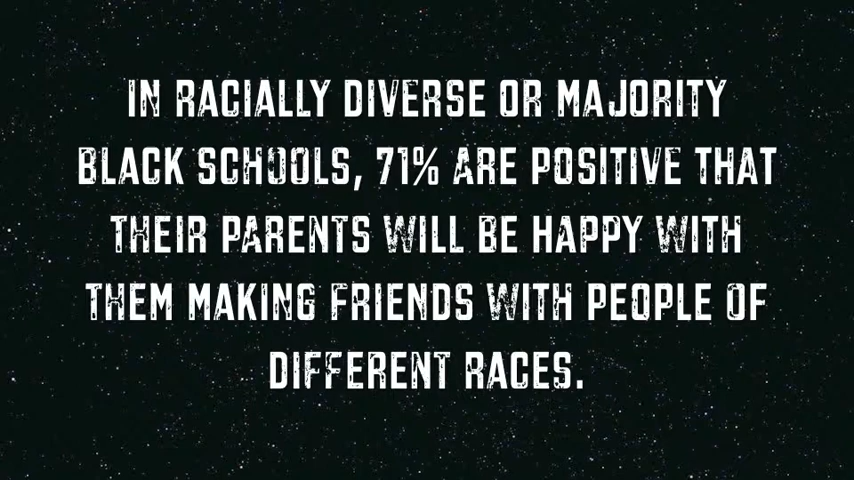 IN RACIALLY DIVERSE OR MAJORITY
BLACK SCHOOLS, 71% ARE POSITIVE THAT
THEIR PARENTS WILL BE HAPPY WITH
THEM MAKING FRIENDS WITH PEOPLE OF
DIFFERENT RACES.